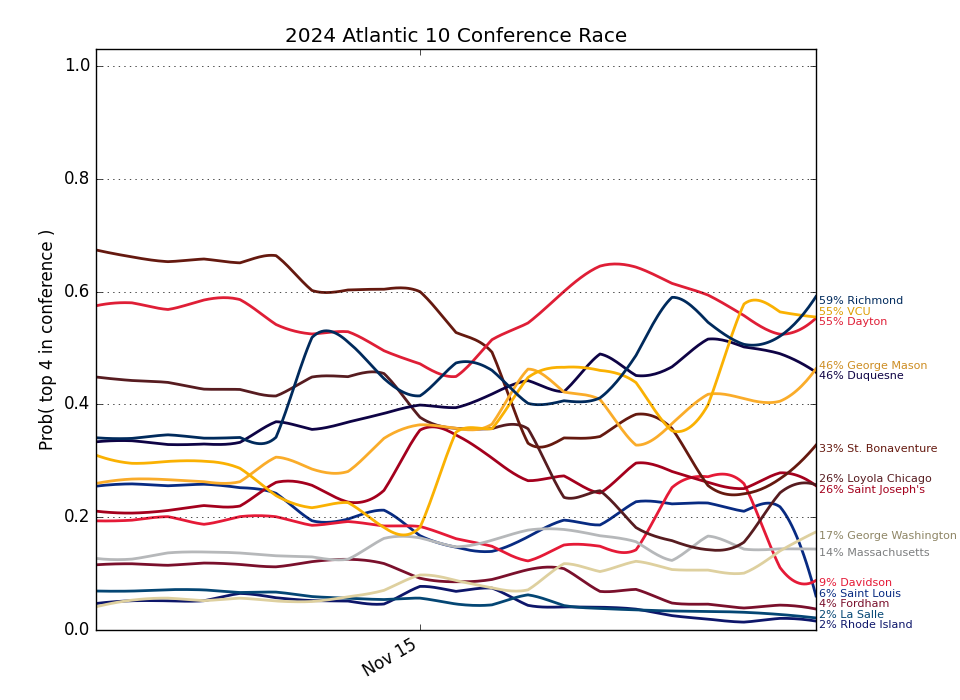 2024 Atlantic 10 Conference Race
1.0
0.8
0.6
0.4
0.2
0.0
Prob( top 4 in conference )
Nov 15
59% Richmond
55% VCU
55% Dayton
46% George Mason
46% Duquesne
33% St. Bonaventure
26% Loyola Chicago
26% Saint Joseph's
17% George Washington
14% Massachusetts
9% Davidson
6% Saint Louis
4% Fordham
2% La Salle
2% Rhode Island